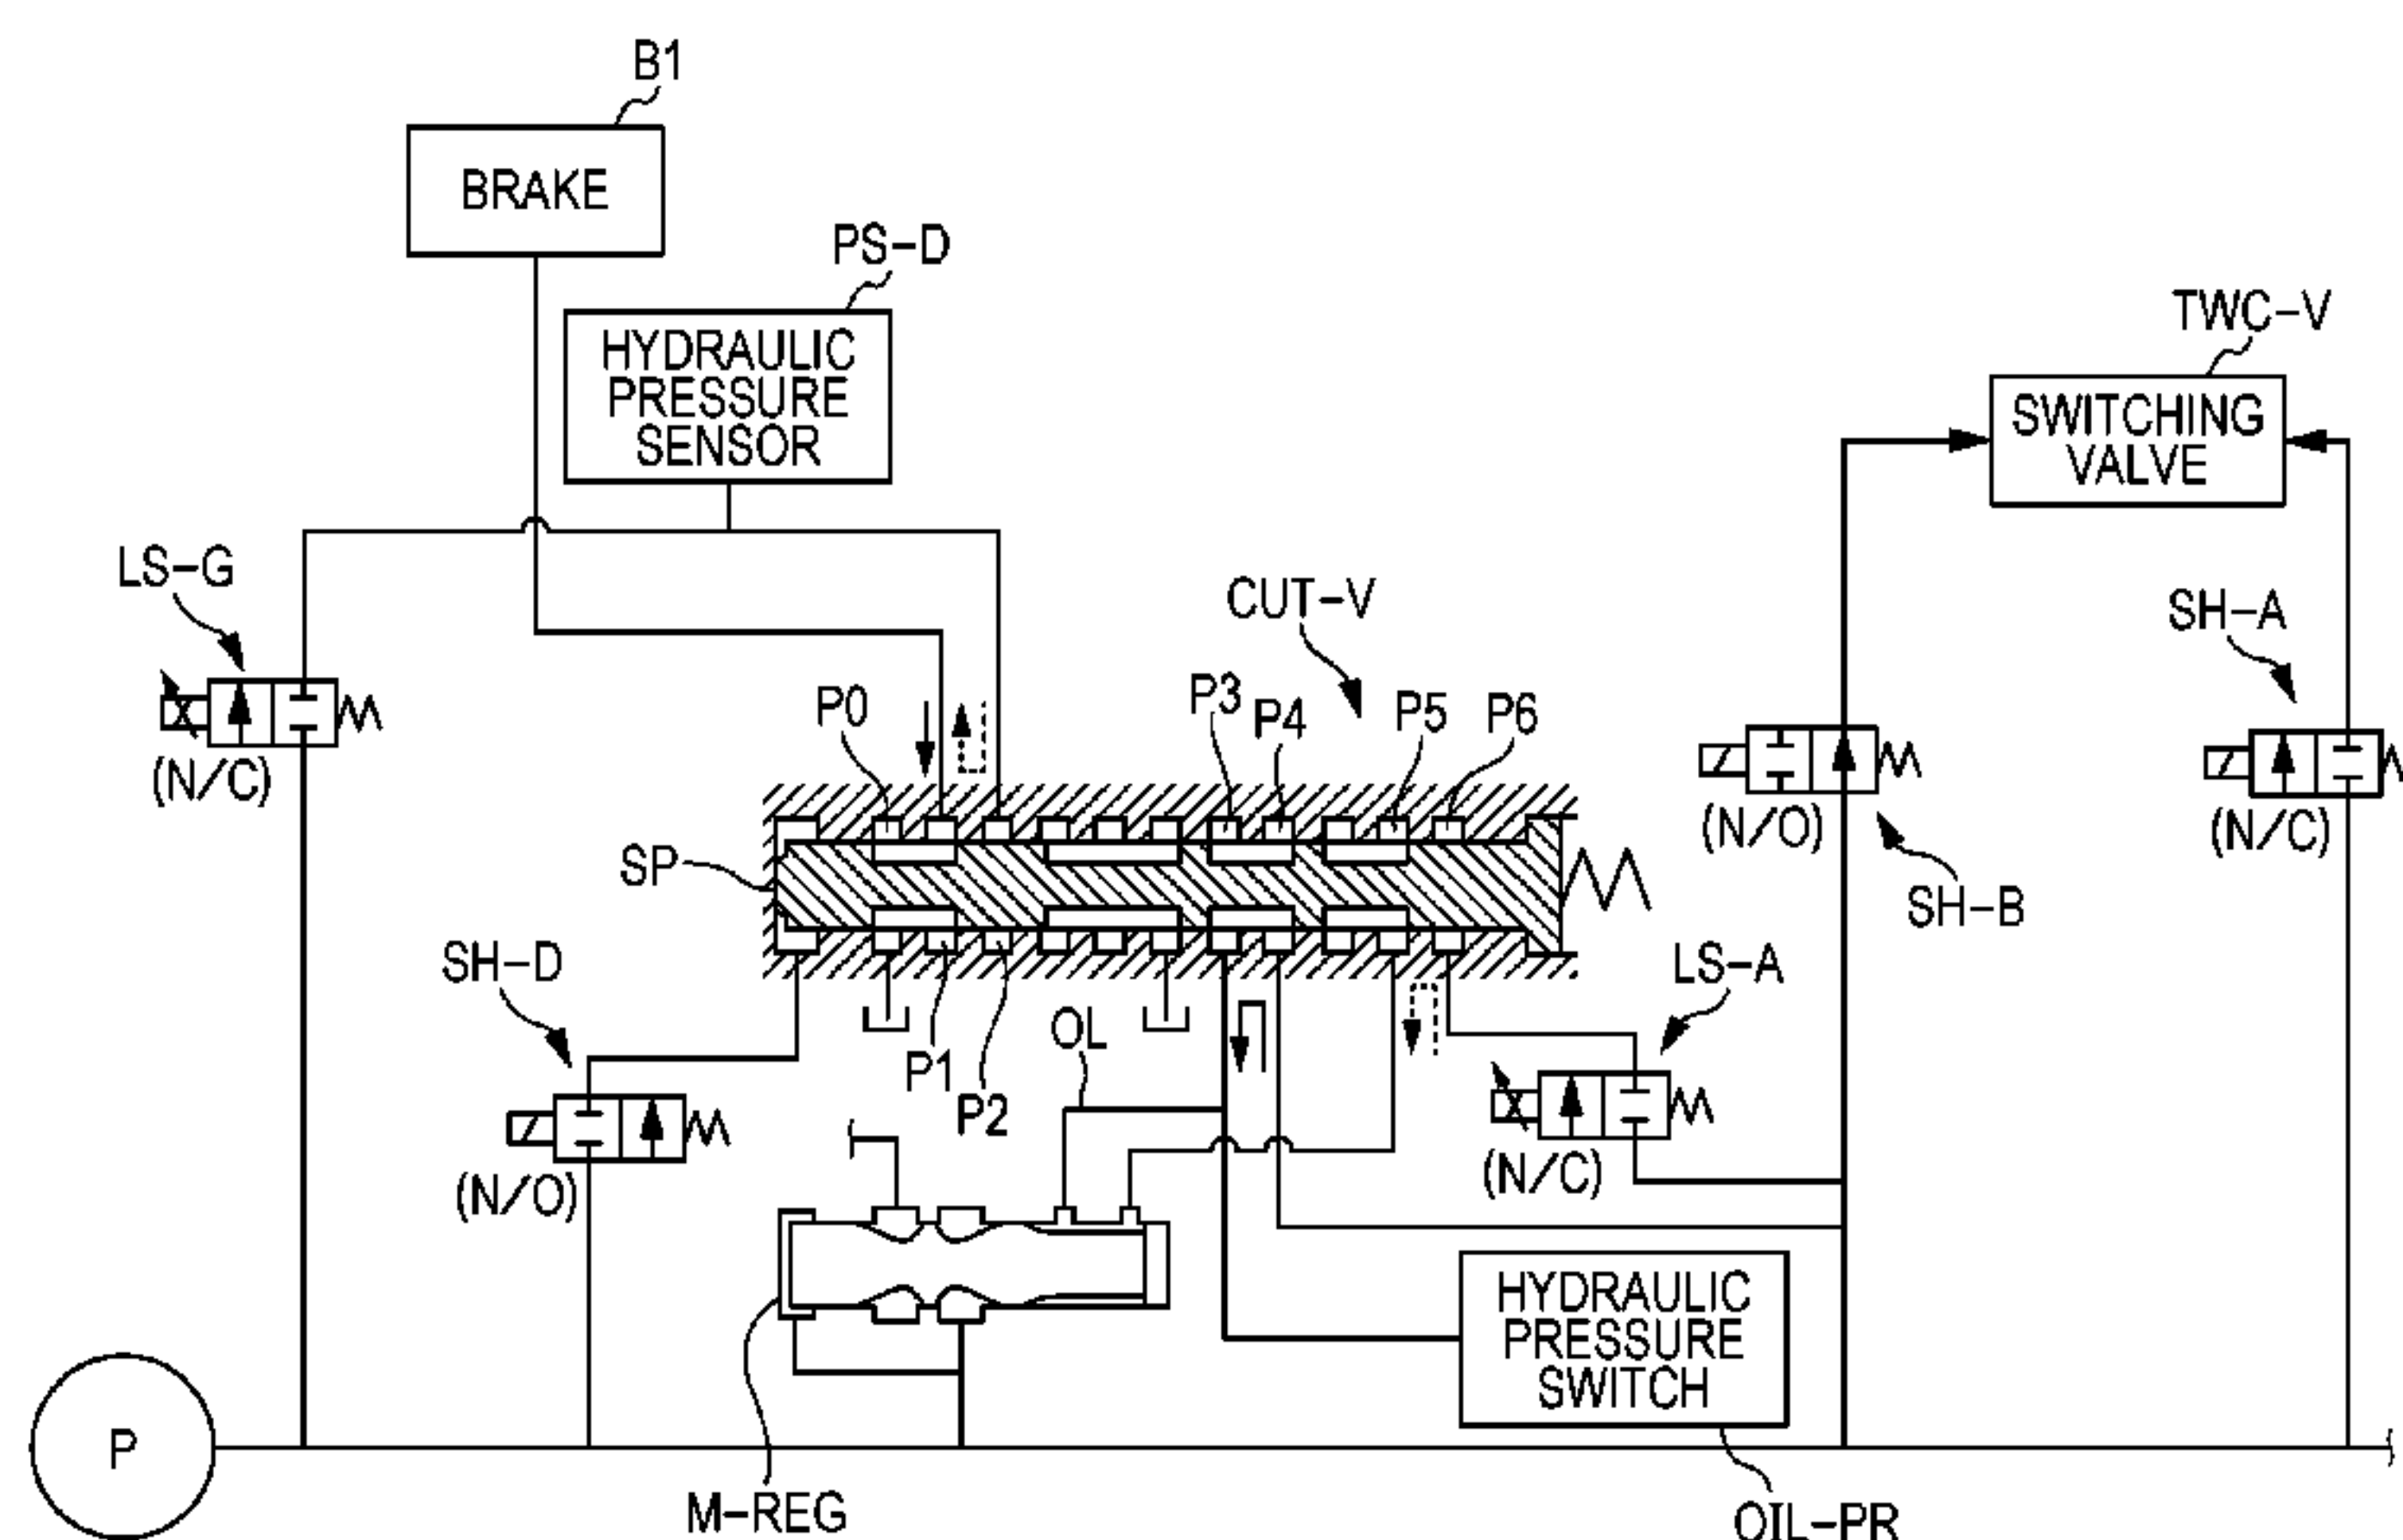 B1
BRAKE
PS-D
HYDRAULIC
PRESSURE
SENSOR
TWC-V
SWITCHING
VALVE
LS-G
(N/C)
CUT-V
SH-A
(N/C)
P0
P3
P4
P5
P6
(N/O)
SH-B
SP
SH-D
(N/O)
P1
P2
OL
LS-A
(N/C)
HYDRAULIC
PRESSURE
SWITCH
P
M-REG
OIL-PR